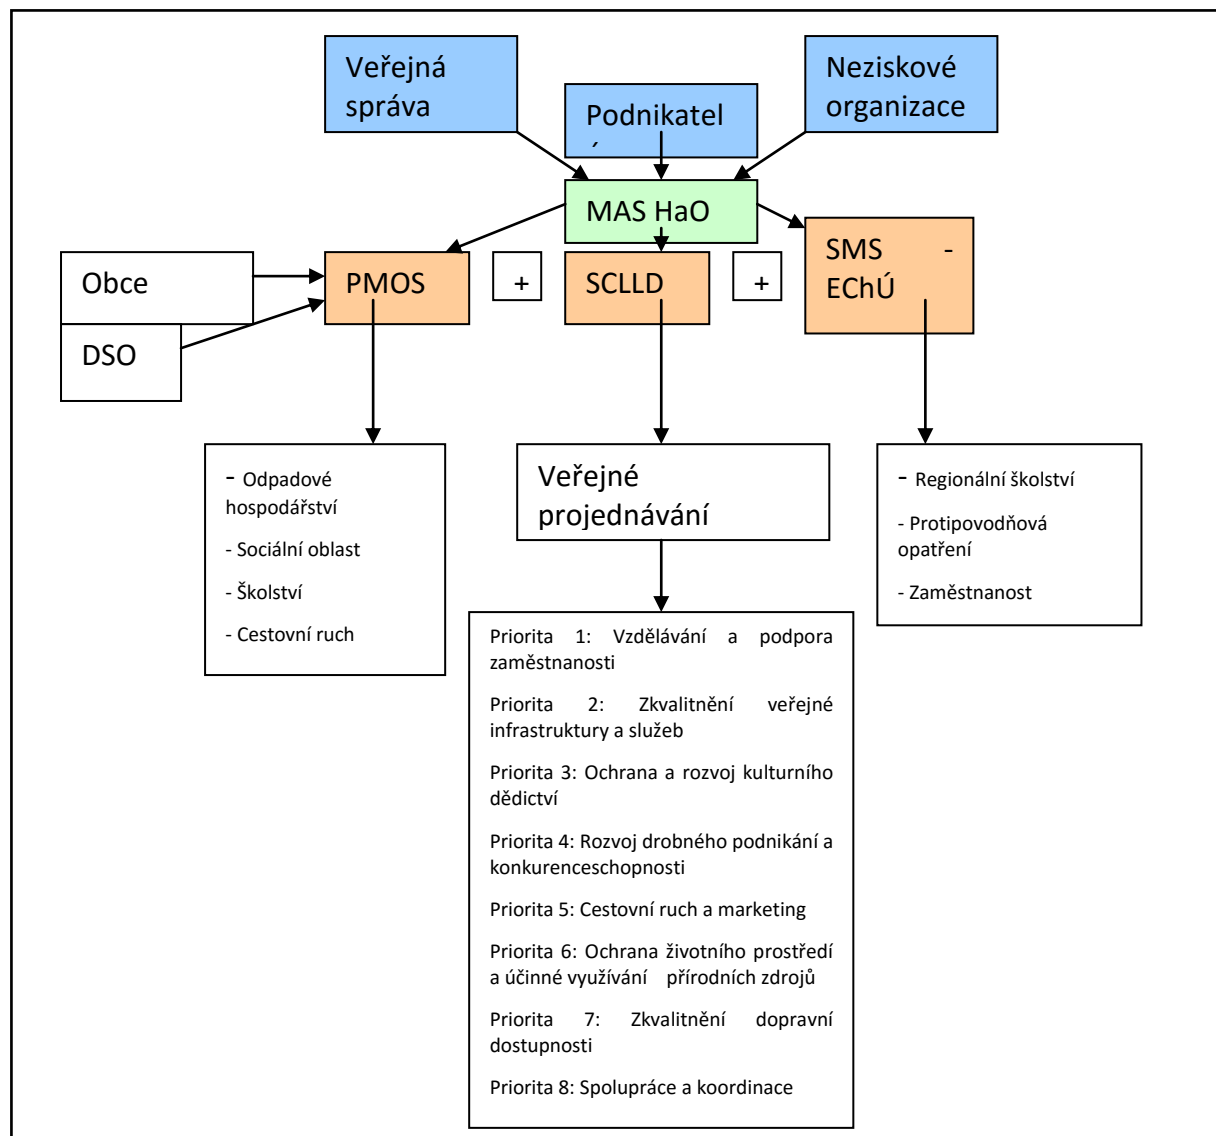 Veřejná
správa
Podnikatel
Neziskové
organizace
MAS HaO
Obce
DSO
PMOS
+
SCLLD
+
SMS -
EChÚ
- Odpadové
hospodářství
- Sociální oblast
- Školství
- Cestovní ruch
Veřejné
projednávání
- Regionální školství
- Protipovodňová
opatření
- Zaměstnanost
Priorita 1: Vzdělávání a podpora
zaměstnanosti
Priorita 2: Zkvalitnění veřejné
infrastruktury a služeb
Priorita 3: Ochrana a rozvoj kulturního
dědictví
Priorita 4: Rozvoj drobného podnikání a
konkurenceschopnosti
Priorita 5: Cestovní ruch a marketing
Priorita 6: Ochrana životního prostředí
a účinné využívání přírodních zdrojů
Priorita 7: Zkvalitnění dopravní
dostupnosti
Priorita 8: Spolupráce a koordinace